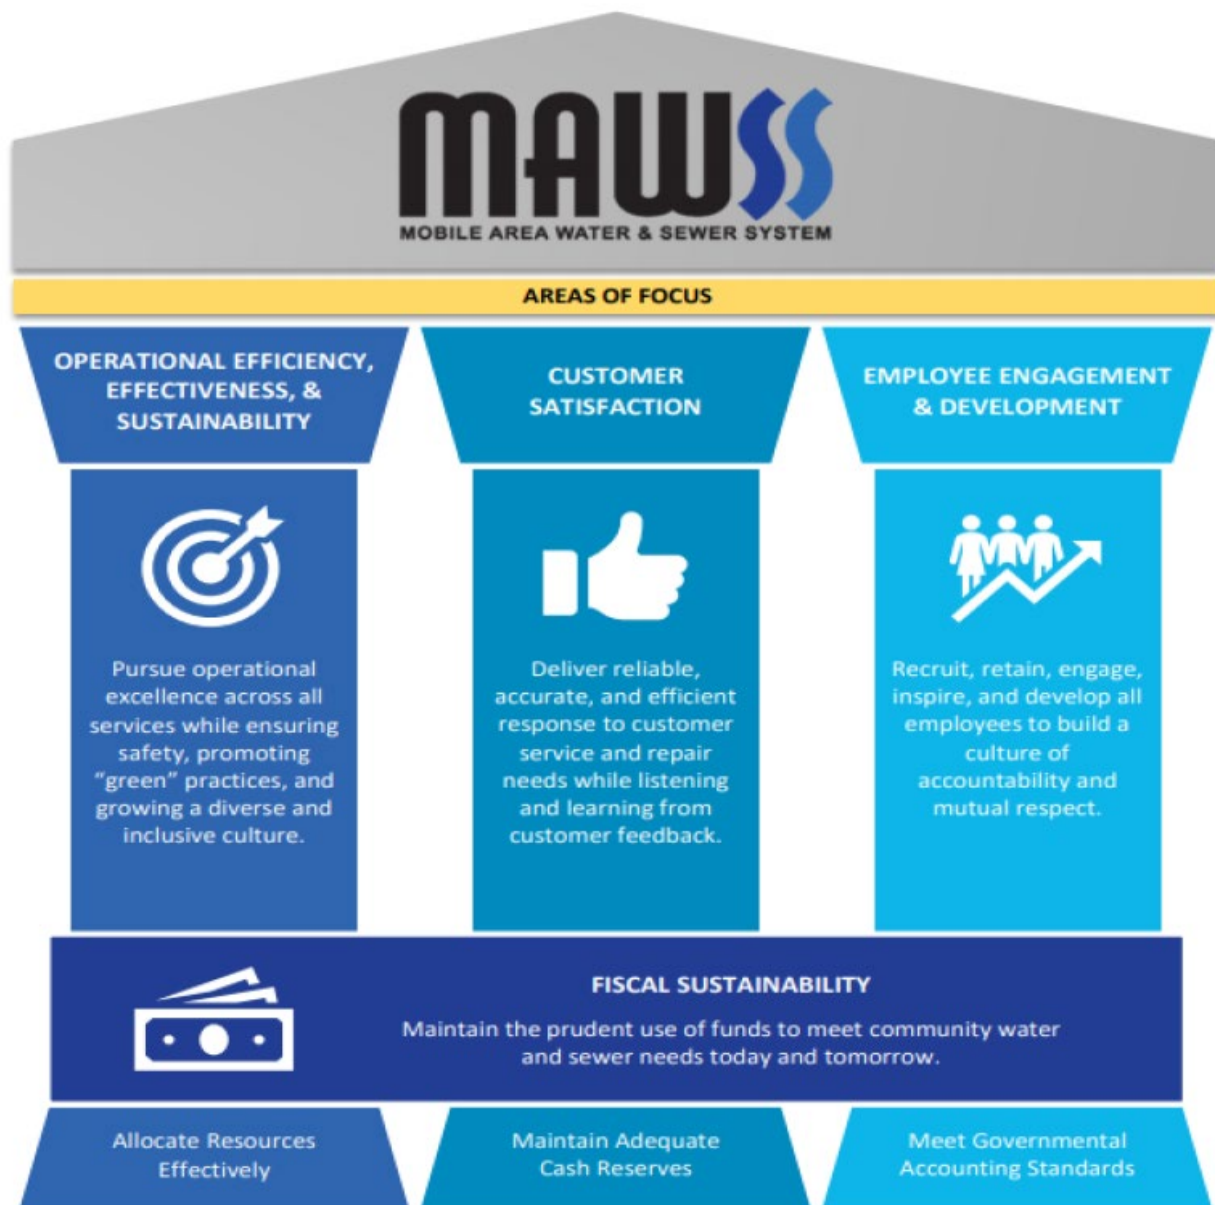 MAWSS
MOBILE AREA WATER & SEWER SYSTEM
AREAS OF FOCUS
OPERATIONAL EFFICIENCY,
EFFECTIVENESS, &
SUSTAINABILITY
Pursue operational
excellence across all
services while ensuring
safety, promoting
“green” practices, and
growing a diverse and
inclusive culture.
CUSTOMER
SATISFACTION
Deliver reliable,
accurate, and efficient
response to customer
service and repair
needs while listening
and learning from
customer feedback.
EMPLOYEE ENGAGEMENT
& DEVELOPMENT
Recruit, retain, engage,
inspire, and develop all
employees to build a
culture of
accountability and
mutual respect.
FISCAL SUSTAINABILITY
Maintain the prudent use of funds to meet community water
and sewer needs today and tomorrow.
Allocate Resources
Effectively
Maintain Adequate
Cash Reserves
Meet Governmental
Accounting Standards